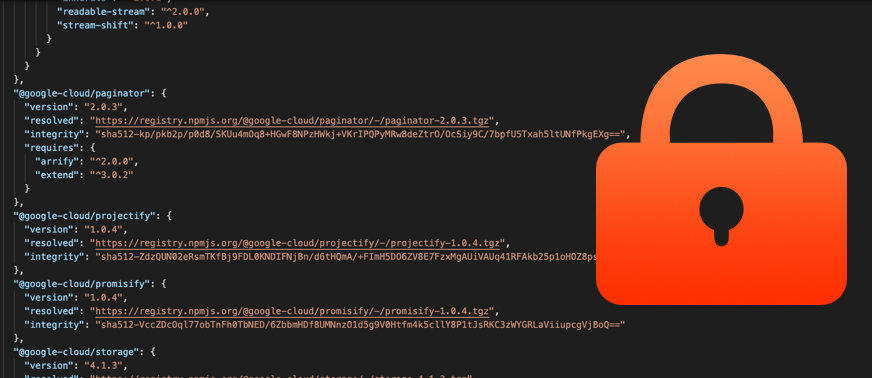 "readable-stream": "^2.0.0",
"stream-shift": "^1.0.0"
}
}
}
},
"@google-cloud/paginator": {
"version": "2.0.3",
"resolved": "https://registry.npmjs.org/@google-cloud/paginator/-/paginator-2.0.3.tgz",
"integrity": "sha512-kp/pkb2p/p0d8/SKUu4mOq8+HGwF8NPzHWkj+VKrIPQPyMRw8deZtrO/OcSiy9C/7bpfU5Txah5ltUNfPkgEXg==",
"requires": {
"arrify": "^2.0.0",
"extend": "^3.0.2"
}
},
"@google-cloud/projectify": {
"version": "1.0.4",
"resolved": "https://registry.npmjs.org/@google-cloud/projectify/-/projectify-1.0.4.tgz",
"integrity": "sha512-ZdzQUN02eRsmTKfBj9FDL0KNDIFNjBn/d6tHQmA/+FImH5DO6ZV8E7FzxMgAUiVAUq41RFAkb25p1oHOZ8ps
},
"@google-cloud/promisify": {
"version": "1.0.4",
"resolved": "https://registry.npmjs.org/@google-cloud/promisify/-/promisify-1.0.4.tgz",
"integrity": "sha512-VccZDcOql77obTnFh0TbNED/6ZbbmHDf8UMNnzO1d5g9V0Htfm4k5cllY8P1tJsRKC3zWYGRLaViiupcgVjBoQ=="
},
"@google-cloud/storage": {
"version": "4.1.3",